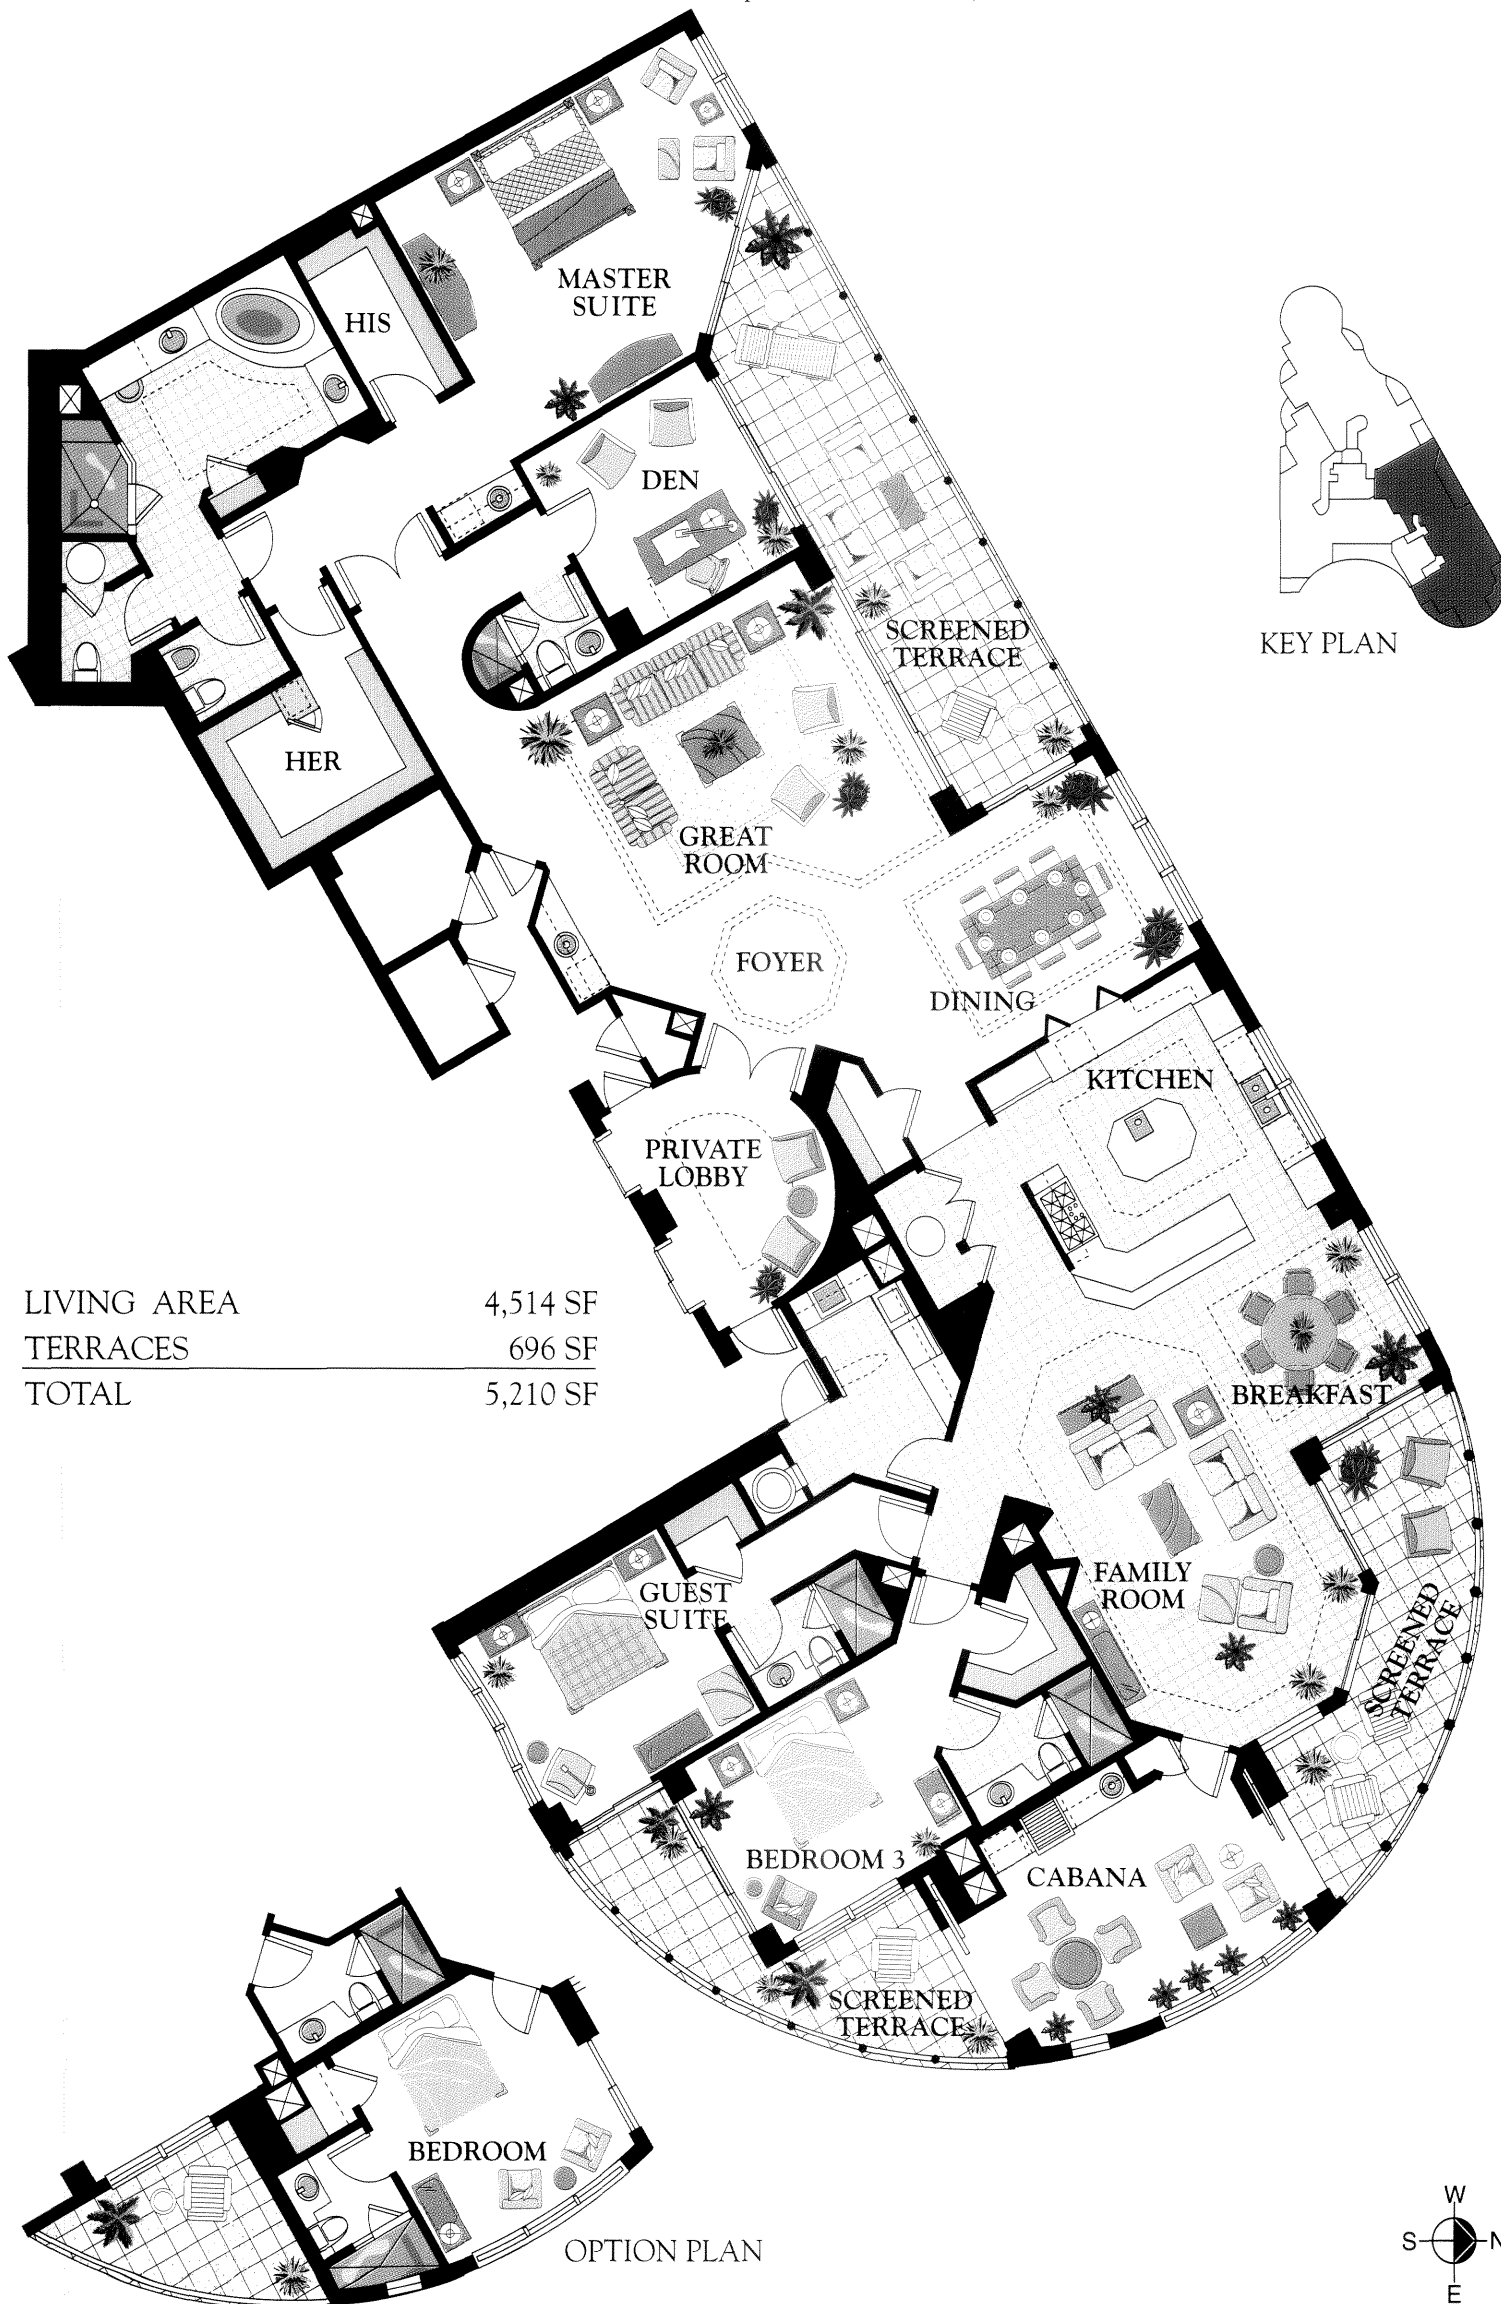 MASTER
SUITE
HIS
DEN
SCREENED
TERRACE
KEY PLAN
HER
GREAT
ROOM
FOYER
DINING
KITCHEN
PRIVATE
LOBBY
LIVING AREA 4,514 SF
TERRACES 696 SF
TOTAL 5,210 SF
BREAKFAST
GUEST
SUITE
FAMILY
ROOM
SCREENED
TERRACE
BEDROOM 3
CABANA
SCREENED
TERRACE
BEDROOM
OPTION PLAN
W
S N
E